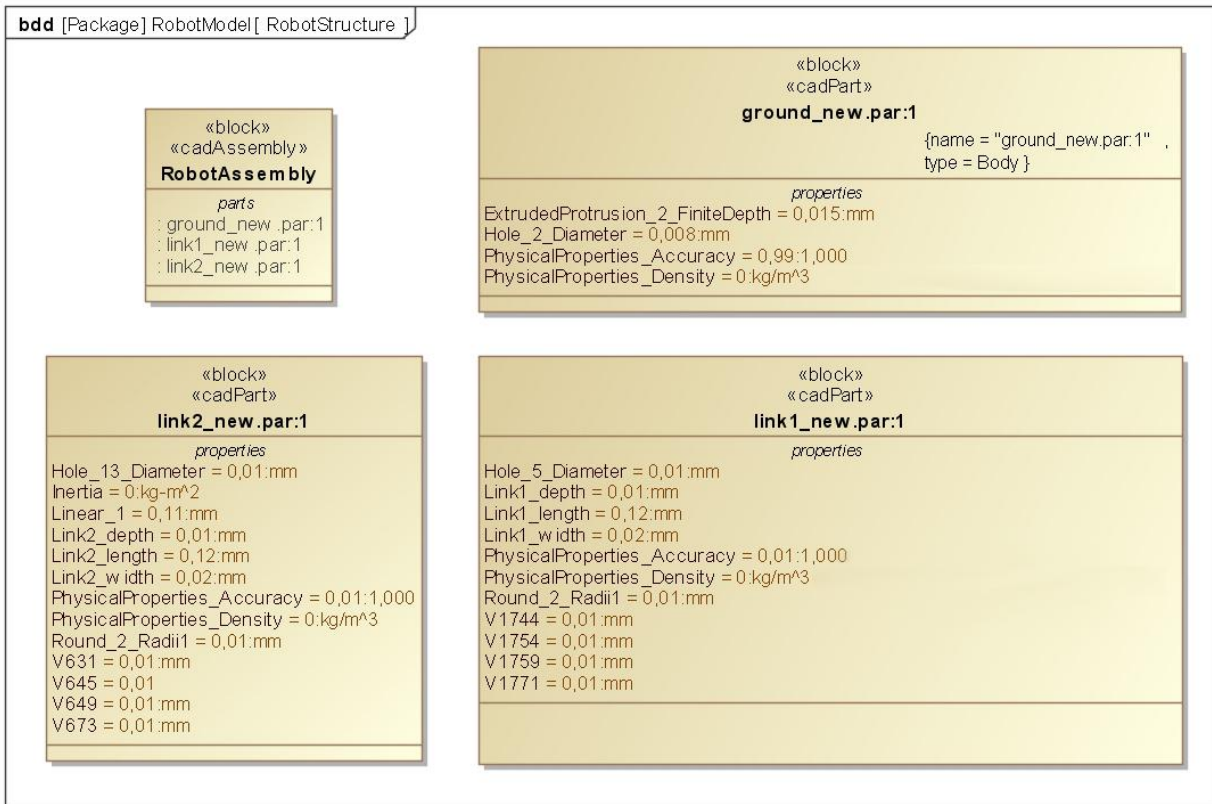 bdd [Package] RobotModel[ RobotStructure ]
«block»
«cadAssembly»
RobotAssembly
parts
: ground_new .par:1
: link1_new .par:1
: link2_new .par:1
«block»
«cadPart»
ground_new.par:1
{name = "ground_new.par:1" ,
type = Body }
properties
ExtrudedProtrusion_2_FiniteDepth = 0,015:mm
Hole_2_Diameter = 0,008:mm
PhysicalProperties_Accuracy = 0,99:1,000
PhysicalProperties_Density = 0:kg/m^3
«block»
«cadPart»
link2_new.par:1
properties
Hole_13_Diameter = 0,01:mm
Inertia = 0:kg-m^2
Linear_1 = 0,11:mm
Link2_depth = 0,01:mm
Link2_length = 0,12:mm
Link2_width = 0,02:mm
PhysicalProperties_Accuracy = 0,01:1,000
PhysicalProperties_Density = 0:kg/m^3
Round_2_Radii1 = 0,01:mm
V631 = 0,01:mm
V645 = 0,01
V649 = 0,01:mm
V673 = 0,01:mm
«block»
«cadPart»
link1_new.par:1
properties
Hole_5_Diameter = 0,01:mm
Link1_depth = 0,01:mm
Link1_length = 0,12:mm
Link1_width = 0,02:mm
PhysicalProperties_Accuracy = 0,01:1,000
PhysicalProperties_Density = 0:kg/m^3
Round_2_Radii1 = 0,01:mm
V1744 = 0,01:mm
V1754 = 0,01:mm
V1759 = 0,01:mm
V1771 = 0,01:mm